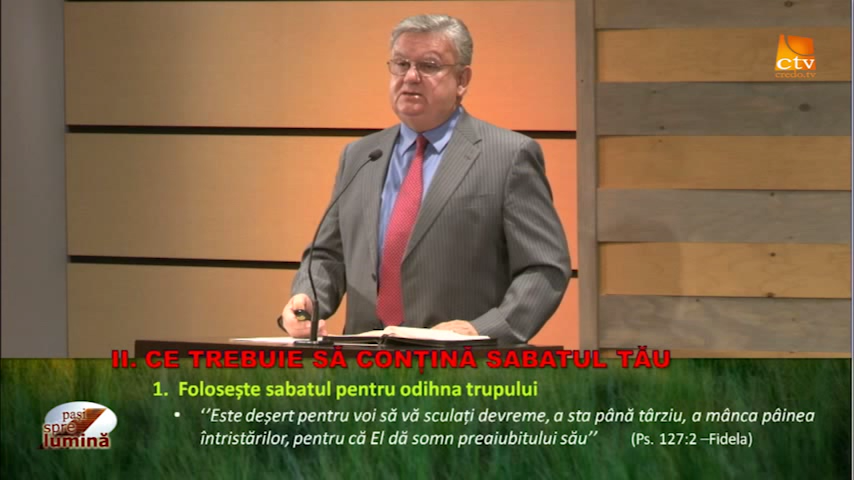 ctv
credo.tv
II. CE TREBUIE SĂ CONȚINĂ SABATUL TĂU
1. Folosește sabatul pentru odihna trupului
• ‘’Este deșert pentru voi să vă sculați devreme, a sta până târziu, a mânca pâinea
întristărilor, pentru că El dă somn preaiubitului său’’ (Ps. 127:2 –Fidela)
pași
spre
lumină